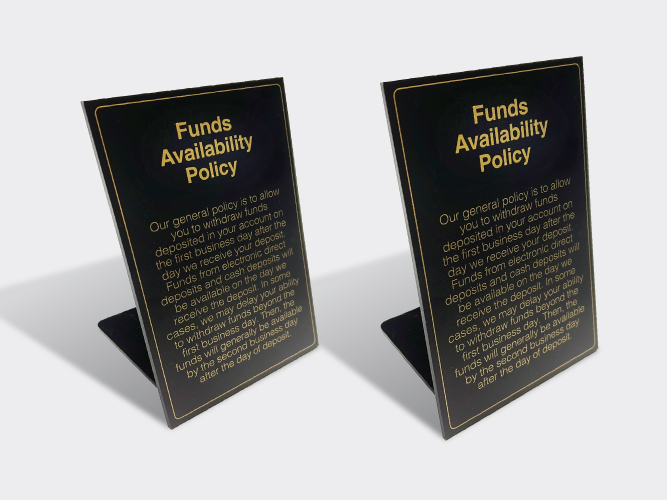 Funds
Availability
Policy
Our general policy is to allow
you to withdraw funds
deposited in your account on
the first business day after the
day we receive your deposit.
Funds from electronic direct
deposits and cash deposits will
be available on the day we
receive the deposit. In some
cases, we may delay your ability
to withdraw funds beyond the
first business day. Then, the
funds will generally be available
by the second business day
after the day of deposit.
Funds
Availability
Policy
Our general policy is to allow
you to withdraw funds
deposited in your account on
the first business day after the
day we receive your deposit.
Funds from electronic direct
deposits and cash deposits will
be available on the day we
receive the deposit. In some
cases, we may delay your ability
to withdraw funds beyond the
first business day. Then, the
funds will generally be available
by the second business day
after the day of deposit.